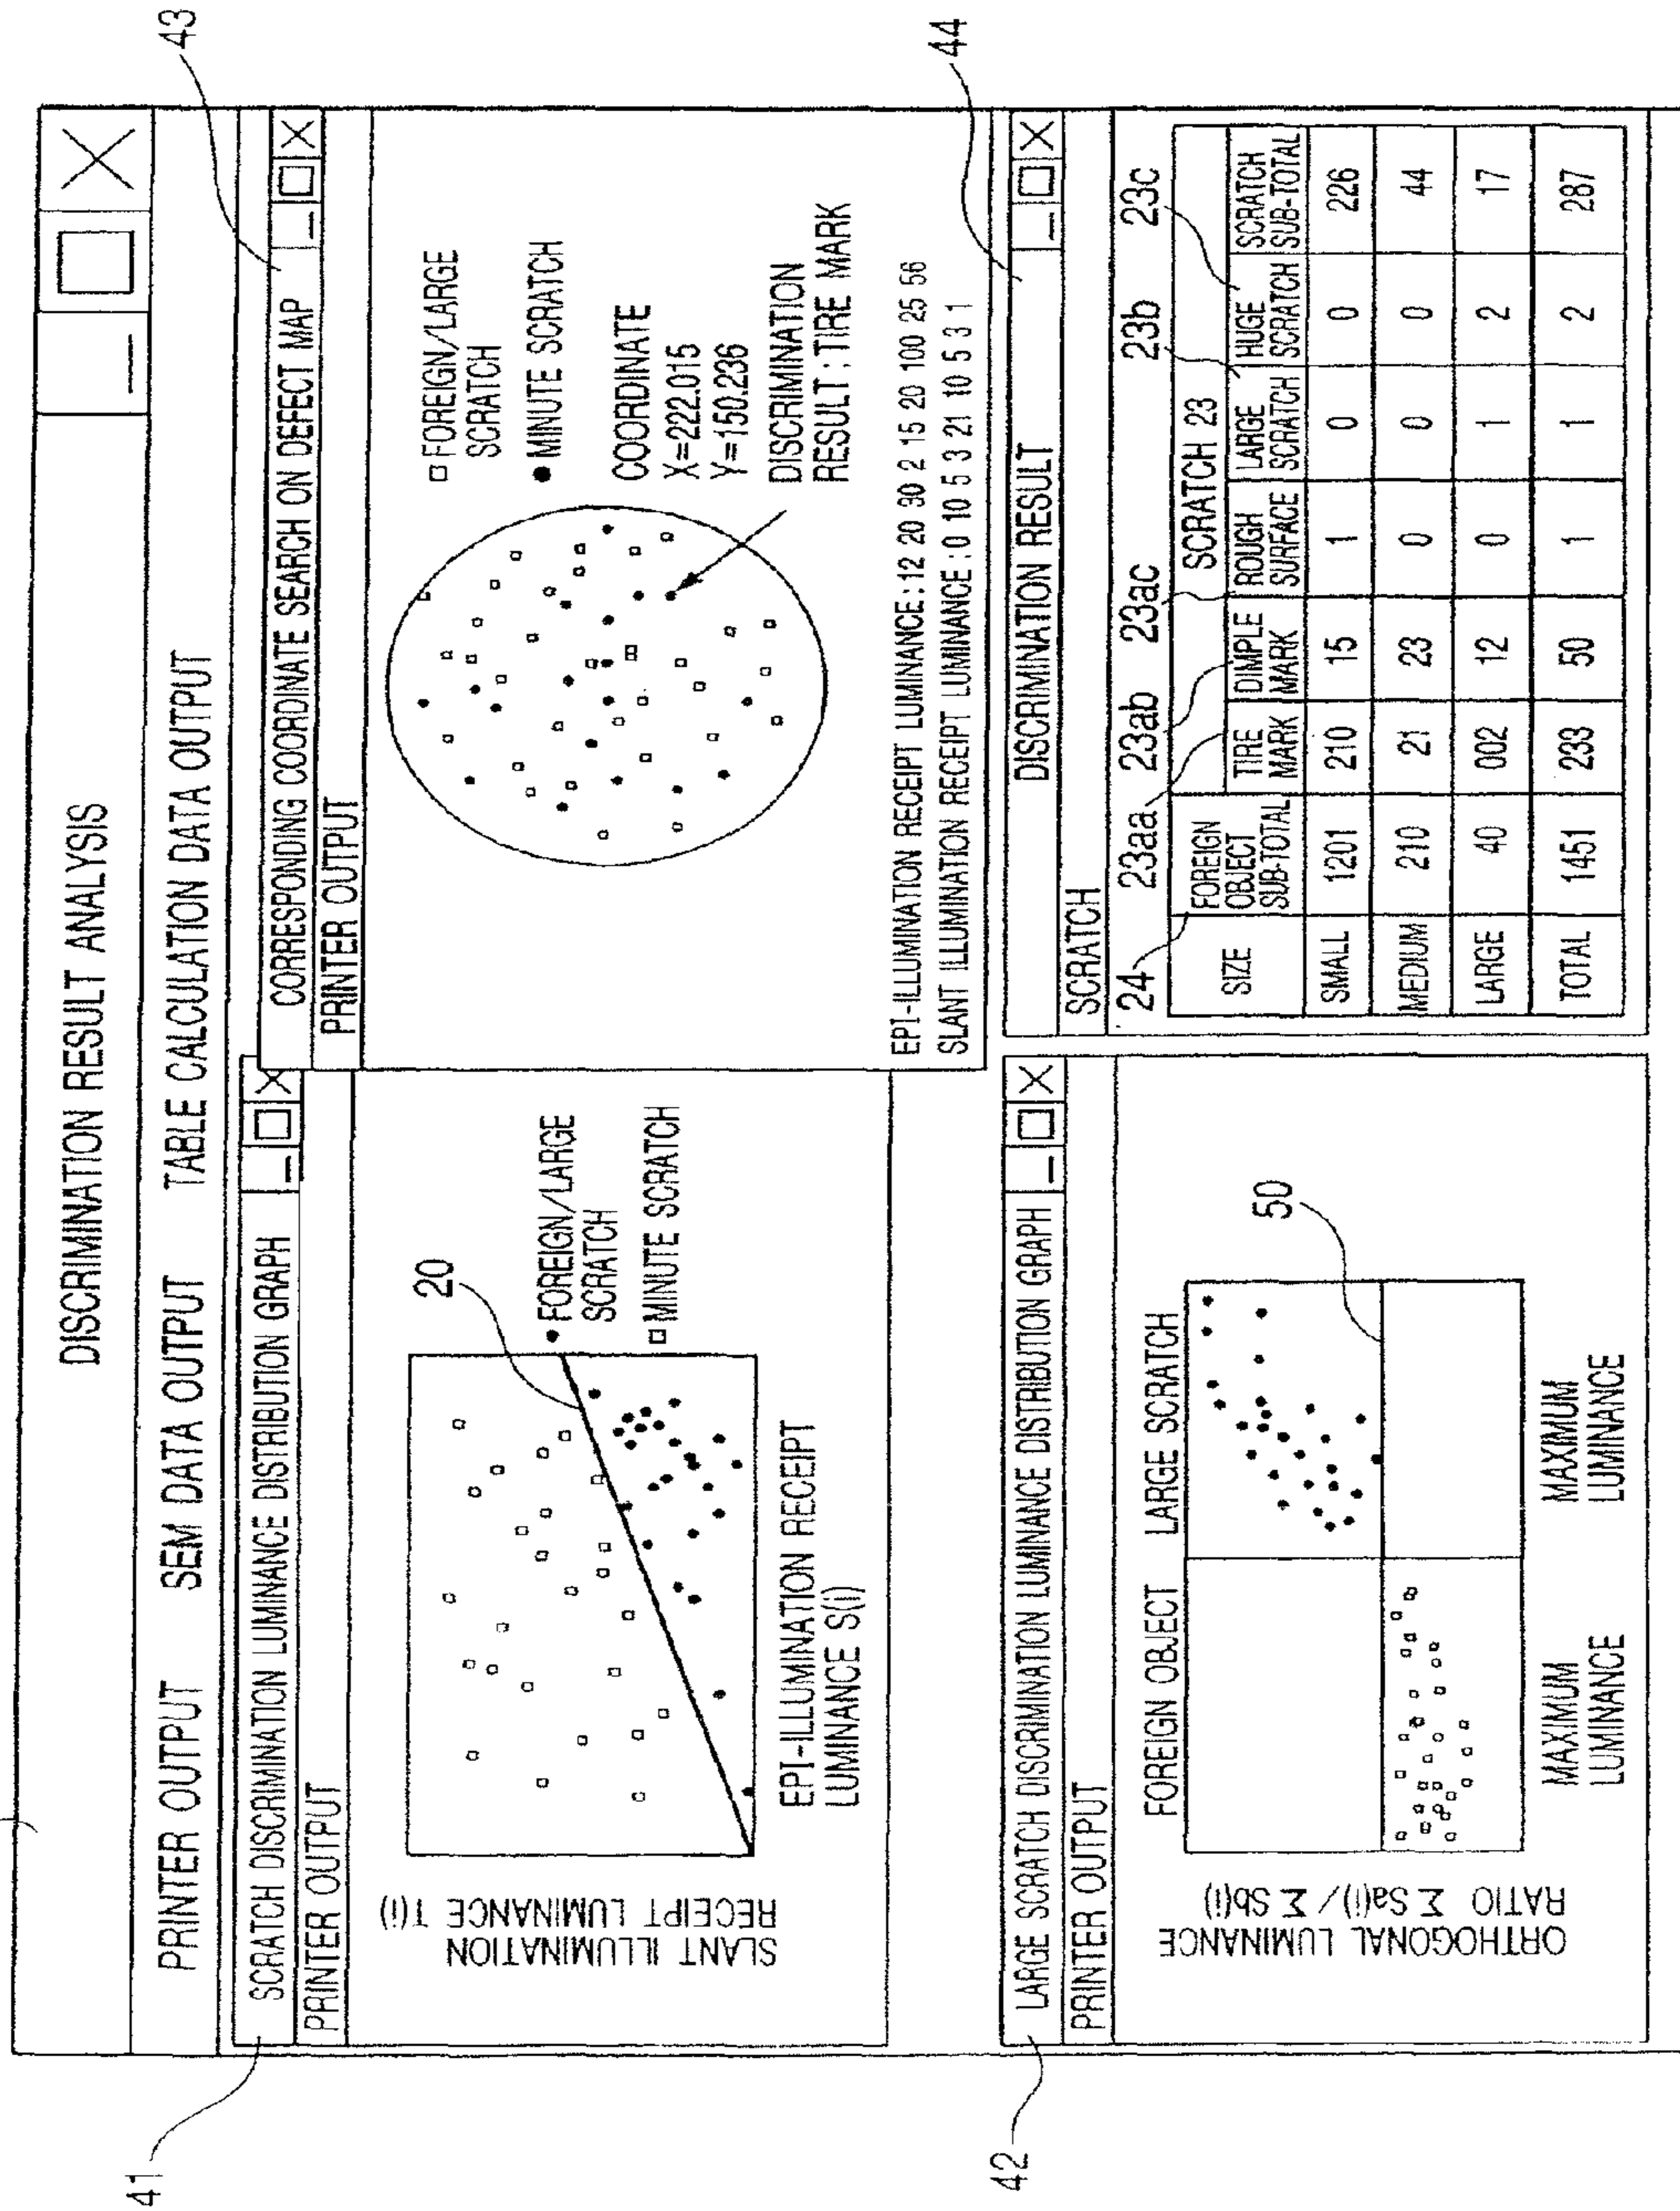 DISCRIMINATION RESULT ANALYSIS
PRINTER OUTPUT SEM DATA OUTPUT TABLE CALCULATION DATA OUTPUT
41
SCRATCH DISCRIMINATION LUMINANCE DISTRIBUTION GRAPH
PRINTER OUTPUT
SLANT ILLUMINATION
RECEIPT LUMINANCE T(i)
20
FOREIGN/LARGE
SCRATCH
MINUTE SCRATCH
EPI-ILLUMINATION RECEIPT
LUMINANCE S(i)
43
CORRESPONDING COORDINATE SEARCH ON DEFECT MAP
PRINTER OUTPUT
FOREIGN/LARGE
SCRATCH
MINUTE SCRATCH
COORDINATE
X=222.015
Y=150.236
DISCRIMINATION
RESULT;TIRE MARK
EPI-ILLUMINATION RECEIPT LUMINANCE:12 20 30 2 15 20 100 25 56
SLANT ILLUMINATION RECEIPT LUMINANCE:0 10 5 3 21 10 5 3 1
42
LARGE SCRATCH DISCRIMINATION LUMINANCE DISTRIBUTION GRAPH
PRINTER OUTPUT
ORTHOGONAL LUMINANCE
RATIO Σ Sa(i)/Σ Sb(i)
FOREIGN OBJECT LARGE SCRATCH
50
MAXIMUM
LUMINANCE
MAXIMUM
LUMINANCE
44
DISCRIMINATION RESULT
SCRATCH
24 23aa 23ab 23ac 23b 23c
SIZE
FOREIGN
OBJECT
SUB-TOTAL
SCRATCH 23
TIRE
MARK
DIMPLE
MARK
ROUGH
SURFACE
LARGE
SCRATCH
HUGE
SCRATCH
SCRATCH
SUB-TOTAL
SMALL 1201 210 15 1 0 0 226
MEDIUM 210 21 23 0 0 0 44
LARGE 40 002 12 0 1 2 17
TOTAL 1451 233 50 1 1 2 287